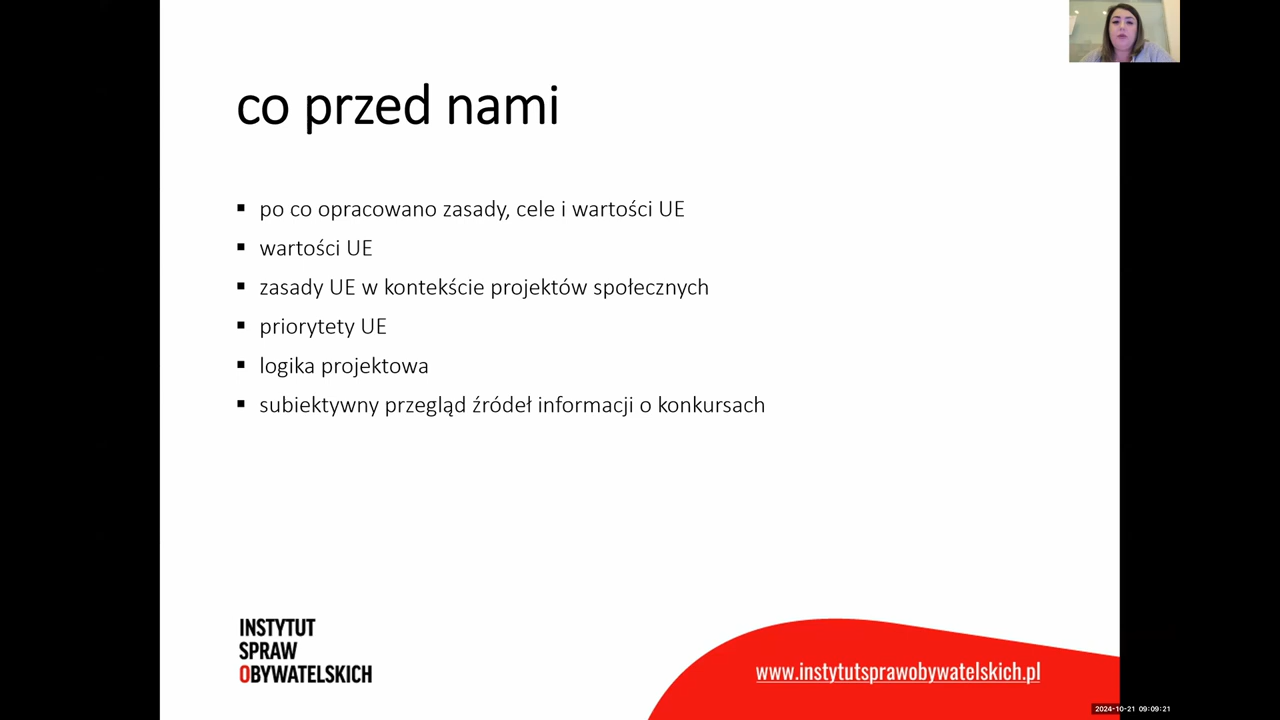 co przed nami
po co opracowano zasady, cele i wartości UE
wartości UE
zasady UE w kontekście projektów społecznych
priorytety UE
logika projektowa
subiektywny przegląd źródeł informacji o konkursach
INSTYTUT
SPRAW
OBYWATELSKICH
www.instytutsprawobywatelskich.pl
2024-10-21 09:09:21